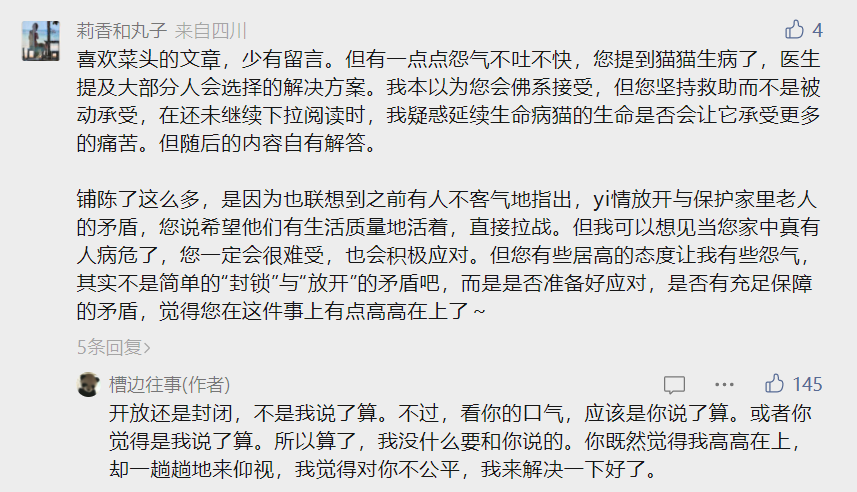 莉香和丸子 来自四川
4
喜欢菜头的文章，少有留言。但有一点点怨气不吐不快，您提到猫猫生病了，医生
提及大部分人会选择的解决方案。我本以为您会佛系接受，但您坚持救助而不是被
动承受，在还未继续下拉阅读时，我疑惑延续生命病猫的生命是否会让它承受更多
的痛苦。但随后的内容自有解答。
铺陈了这么多，是因为也联想到之前有人不客气地指出，yi情放开与保护家里老人
的矛盾，您说希望他们有生活质量地活着，直接拉战。但我可以想见当您家中真有
人病危了，您一定会很难受，也会积极应对。但您有些居高的态度让我有些怨气，
其实不是简单的“封锁”与“放开”的矛盾吧，而是是否准备好应对，是否有充足保障
的矛盾，觉得您在这件事上有点高高在上了～
5条回复>
槽边往事(作者)
145
开放还是封闭，不是我说了算。不过，看你的口气，应该是你说了算。或者你
觉得是我说了算。所以算了，我没什么要和你说的。你既然觉得我高高在上，
却一趟趟地来仰视，我觉得对你不公平，我来解决一下好了。